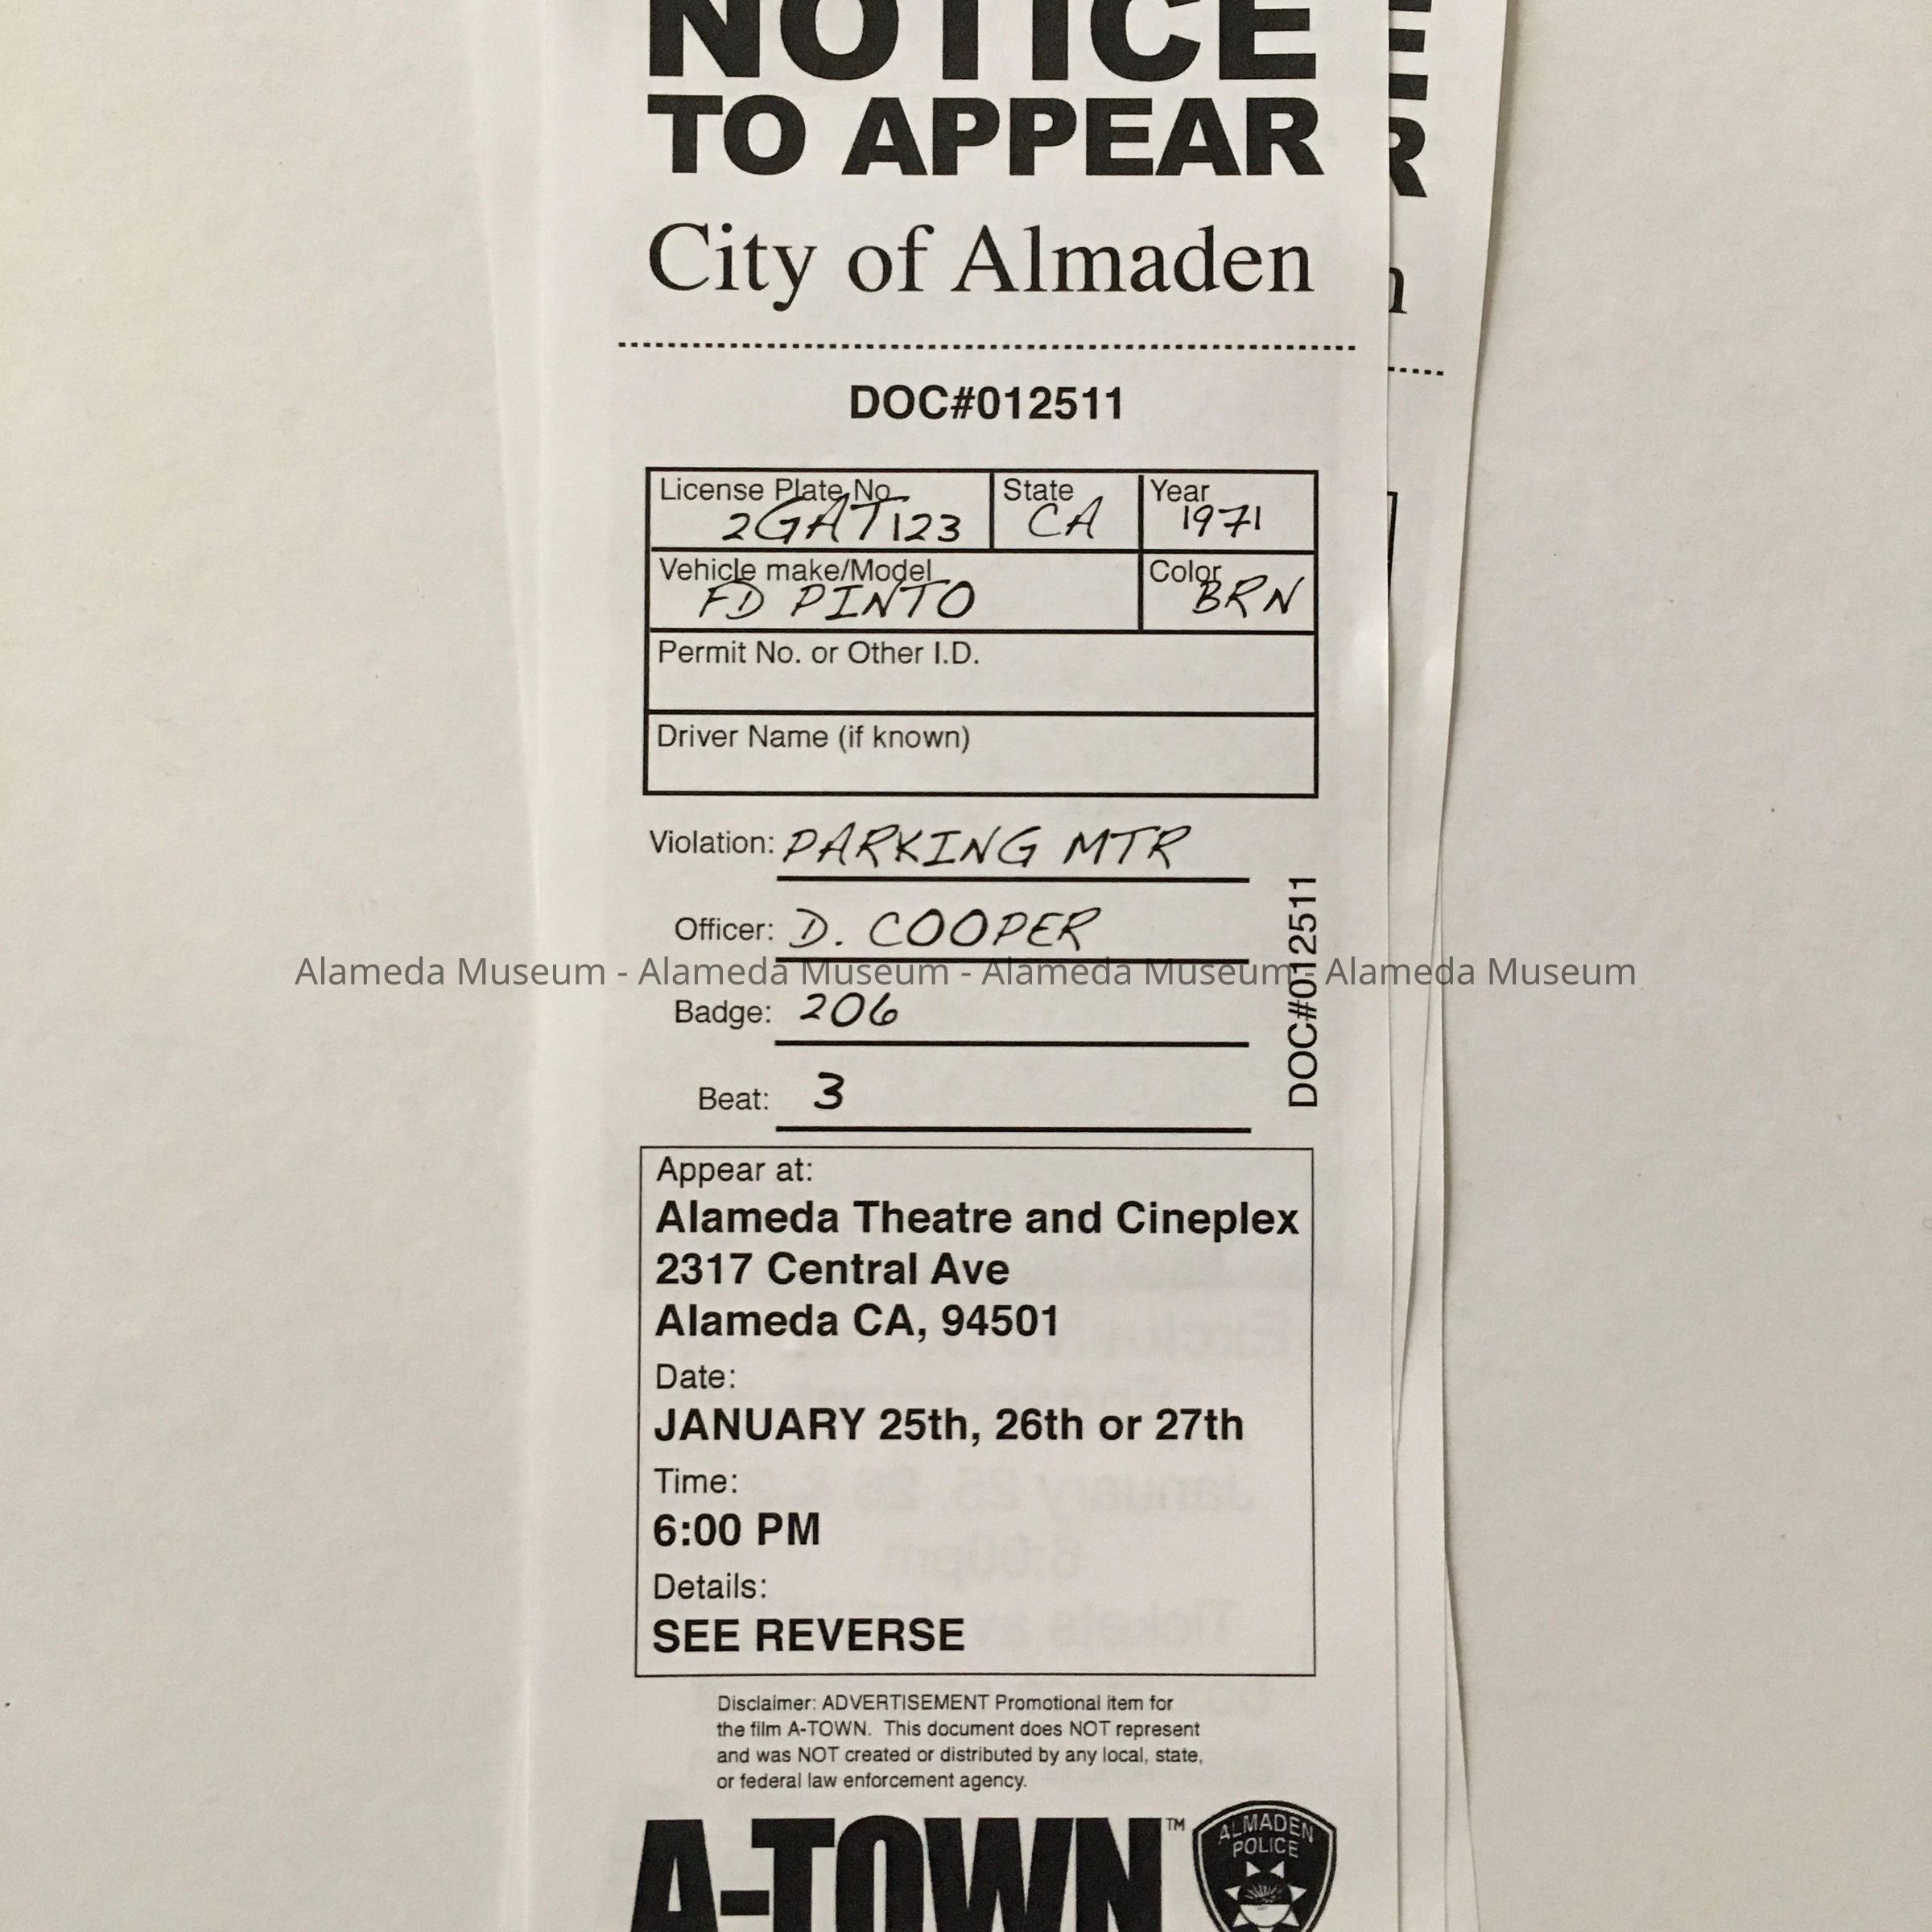 NOTICE
TO APPEAR
City of Almaden
DOC#012511
License Plate No.
2GAT123
State
CA
Year
1971
Vehicle make/Model
FD PINTO
Color
BRN
Permit No. or Other I.D.
Driver Name (if known)
Violation: PARKING MTR
Officer: D. COOPER
Alameda Museum - Alameda Museum - Alameda Museum - Alameda Museum
Badge: 206
Beat: 3
DOC#012511
Appear at:
Alameda Theatre and Cineplex
2317 Central Ave
Alameda CA, 94501
Date:
JANUARY 25th, 26th or 27th
Time:
6:00 PM
Details:
SEE REVERSE
Disclaimer: ADVERTISEMENT Promotional item for
the film A-TOWN. This document does NOT represent
and was NOT created or distributed by any local, state,
or federal law enforcement agency.
A-TOWN™
ALMADEN
POLICE